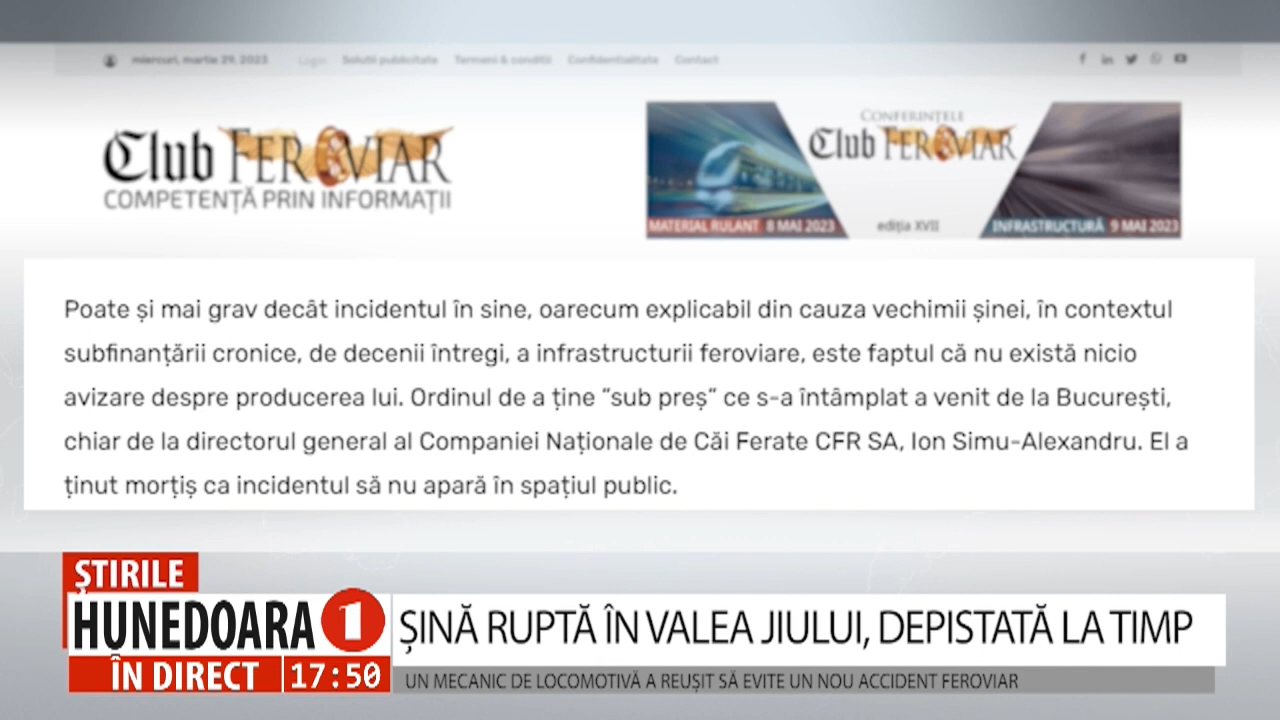 miercuri, martie 29, 2023 Login Solutii publicitate Termeni & conditii Confidentialitate Contact
Club FEROVIAR
COMPETENȚĂ PRIN INFORMAȚII
CONFERINȚELE
Club FEROVIAR
MATERIAL RULANT 8 MAI 2023
ediția XVII
INFRASTRUCTURĂ 9 MAI 2023
Poate și mai grav decât incidentul în sine, oarecum explicabil din cauza vechimii șinei, în contextul
subfinanțării cronice, de decenii întregi, a infrastructurii feroviare, este faptul că nu există nicio
avizare despre producerea lui. Ordinul de a ține “sub preș” ce s-a întâmplat a venit de la București,
chiar de la directorul general al Companiei Naționale de Căi Ferate CFR SA, Ion Simu-Alexandru. El a
ținut morțiș ca incidentul să nu apară în spațiul public.
ŞTIRILE
HUNEDOARA 1
ÎN DIRECT 17:50
ȘINĂ RUPTĂ ÎN VALEA JIULUI, DEPISTATĂ LA TIMP
UN MECANIC DE LOCOMOTIVĂ A REUȘIT SĂ EVITE UN NOU ACCIDENT FEROVIAR